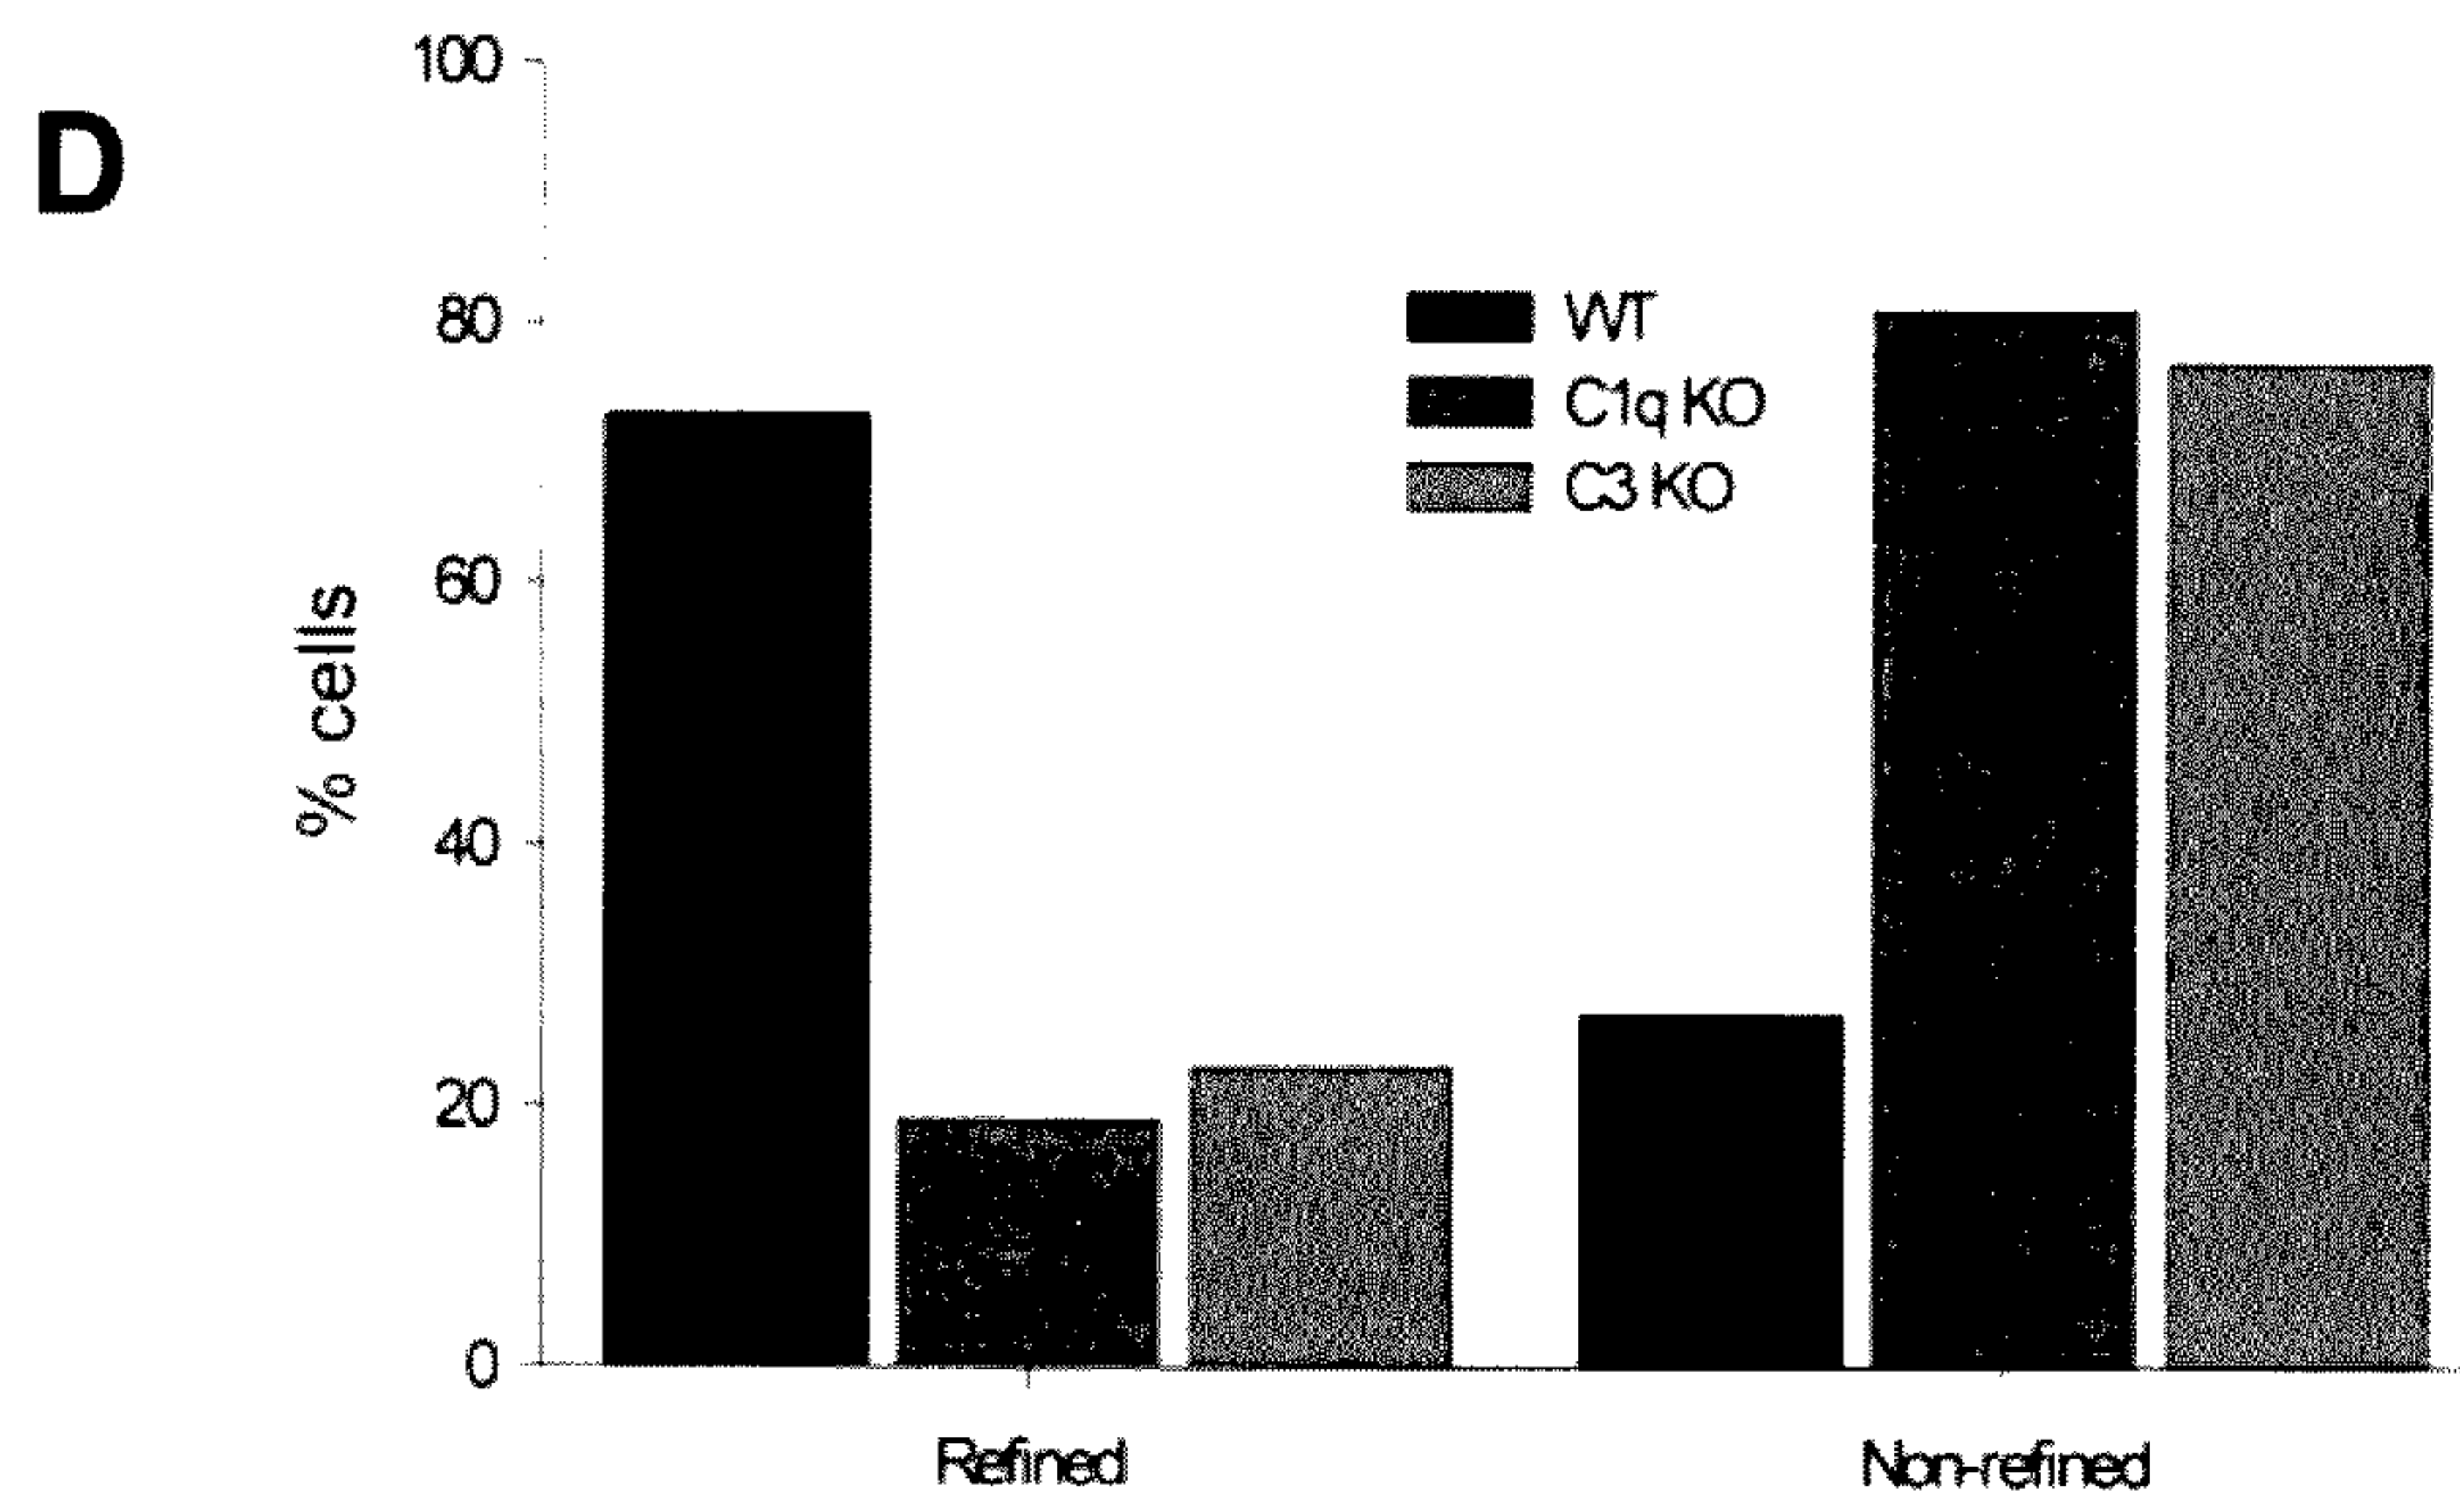 D
100
80
60
40
20
0
% cells
WT
C1q KO
C3 KO
Refined
Non-refined